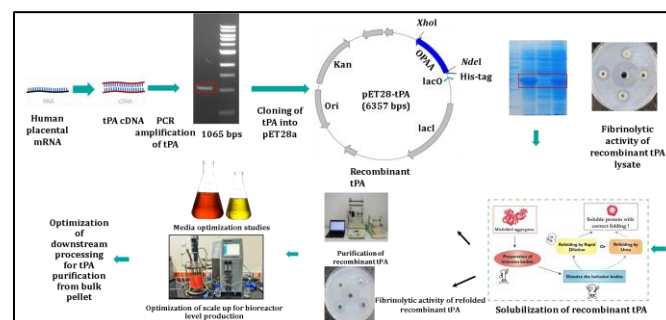 RNA
cDNA
Human
placental
mRNA
tPA cDNA
PCR
amplification
of tPA
1065 bps
Cloning of
tPA into
pET28a
XhoI
OPAA
NdeI
His-tag
lacO
Kan
Ori
lacI
pET28-tPA
(6357 bps)
Recombinant
tPA
Fibrinolytic
activity of
recombinant tPA
lysate
Misfolded aggregates
Preparation of
inclusion bodies
Dissolve the inclusion bodies
Refolding by Rapid
Dilution
Or
Refolding by
Urea
Soluble protein with
correct folding !
Solubilization of recombinant tPA
Purification of
recombinant tPA
Fibrinolytic activity of refolded
recombinant tPA
Media optimization studies
Optimization of scale up for bioreactor
level production
Optimization
of
downstream
processing
for tPA
purification
from bulk
pellet